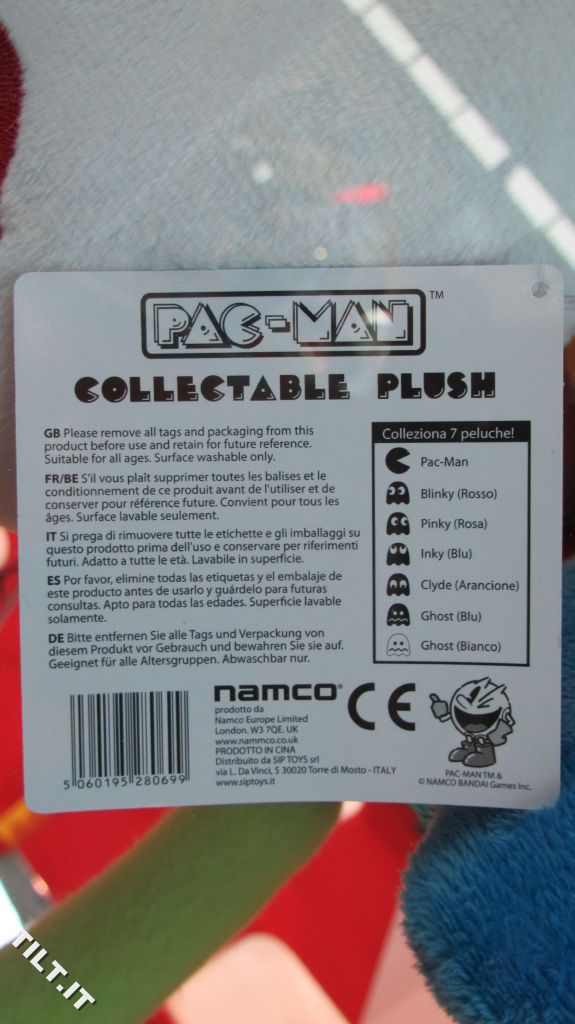 PAC-MAN™
COLLECTABLE PLUSH
GB Please remove all tags and packaging from this
product before use and retain for future reference.
Suitable for all ages. Surface washable only.
FR/BE S'il vous plaît supprimer toutes les balises et le
conditionnement de ce produit avant de l'utiliser et de
conserver pour référence future. Convient pour tous les
âges. Surface lavable seulement.
IT Si prega di rimuovere tutte le etichette e gli imballaggi su
questo prodotto prima dell'uso e conservare per riferimenti
futuri. Adatto a tutte le età. Lavabile in superficie.
ES Por favor, elimine todas las etiquetas y el embalaje de
este producto antes de usarlo y guárdelo para futuras
consultas. Apto para todas las edades. Superficie lavable
solamente.
DE Bitte entfernen Sie alle Tags und Verpackung von
diesem Produkt vor Gebrauch und bewahren Sie sie auf.
Geeignet für alle Altersgruppen. Abwaschbar nur.
Colleziona 7 peluche!
Pac-Man
Blinky (Rosso)
Pinky (Rosa)
Inky (Blu)
Clyde (Arancione)
Ghost (Blu)
Ghost (Bianco)
5 060195 280699
namco®
prodotto da
Namco Europe Limited
London. W3 7QE. UK
www.nammco.co.uk
PRODOTTO IN CINA
Distribuito da SIP TOYS srl
via L. Da Vinci, 5 30020 Torre di Mosto - ITALY
www.siptoys.it
CE
PAC-MAN TM &
© NAMCO BANDAI Games Inc.
TILT.IT